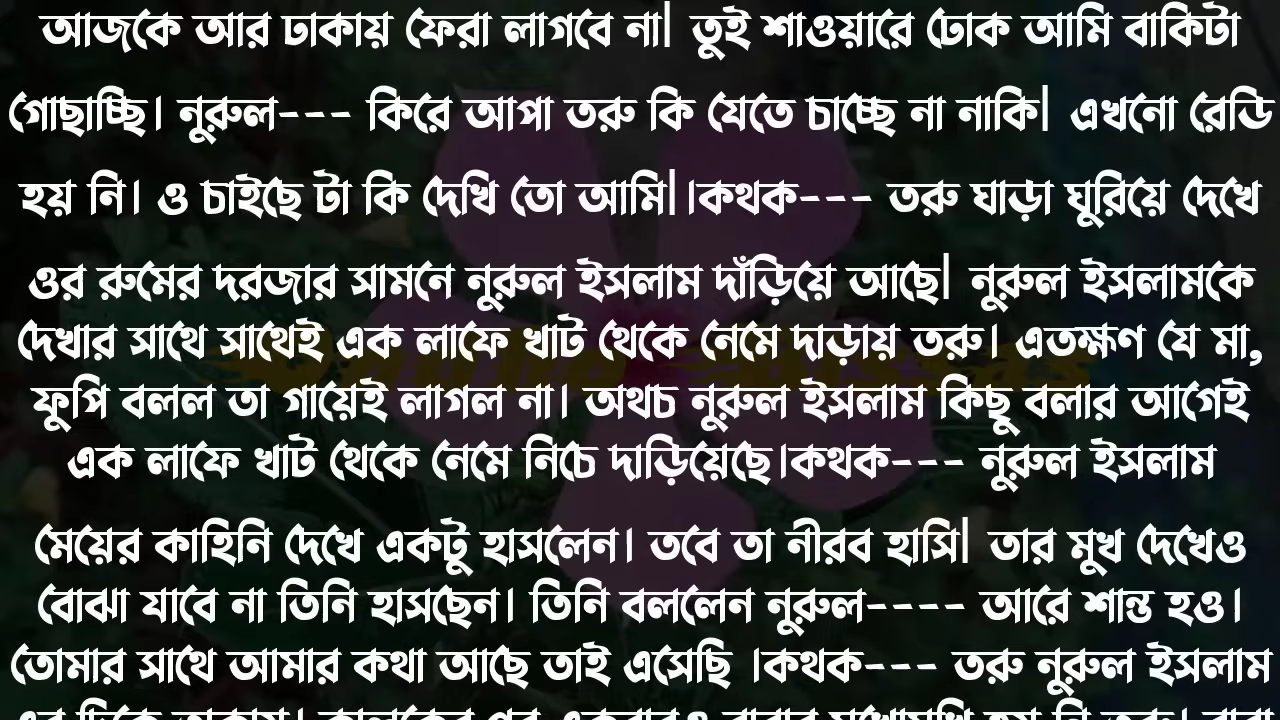 আজকে আর ঢাকায় ফেরা লাগবে না| তুই শাওয়ারে ঢোক আমি বাকিটা
গোছাচ্ছি। নুরুল--- কিরে আপা তরু কি যেতে চাচ্ছে না নাকি| এখনো রেডি
হয় নি। ও চাইছে টা কি দেখি তো আমি|।কথক--- তরু ঘাড়া ঘুরিয়ে দেখে
ওর রুমের দরজার সামনে নুরুল ইসলাম দাঁড়িয়ে আছে| নুরুল ইসলামকে
দেখার সাথে সাথেই এক লাফে খাট থেকে নেমে দাড়ায় তরু। এতক্ষণ যে মা,
ফুপি বলল তা গায়েই লাগল না। অথচ নুরুল ইসলাম কিছু বলার আগেই
এক লাফে খাট থেকে নেমে নিচে দাড়িয়েছে।কথক--- নুরুল ইসলাম
মেয়ের কাহিনি দেখে একটু হাসলেন। তবে তা নীরব হাসি| তার মুখ দেখেও
বোঝা যাবে না তিনি হাসছেন। তিনি বললেন নুরুল---- আরে শান্ত হও।
তোমার সাথে আমার কথা আছে তাই এসেছি ।কথক--- তরু নুরুল ইসলাম